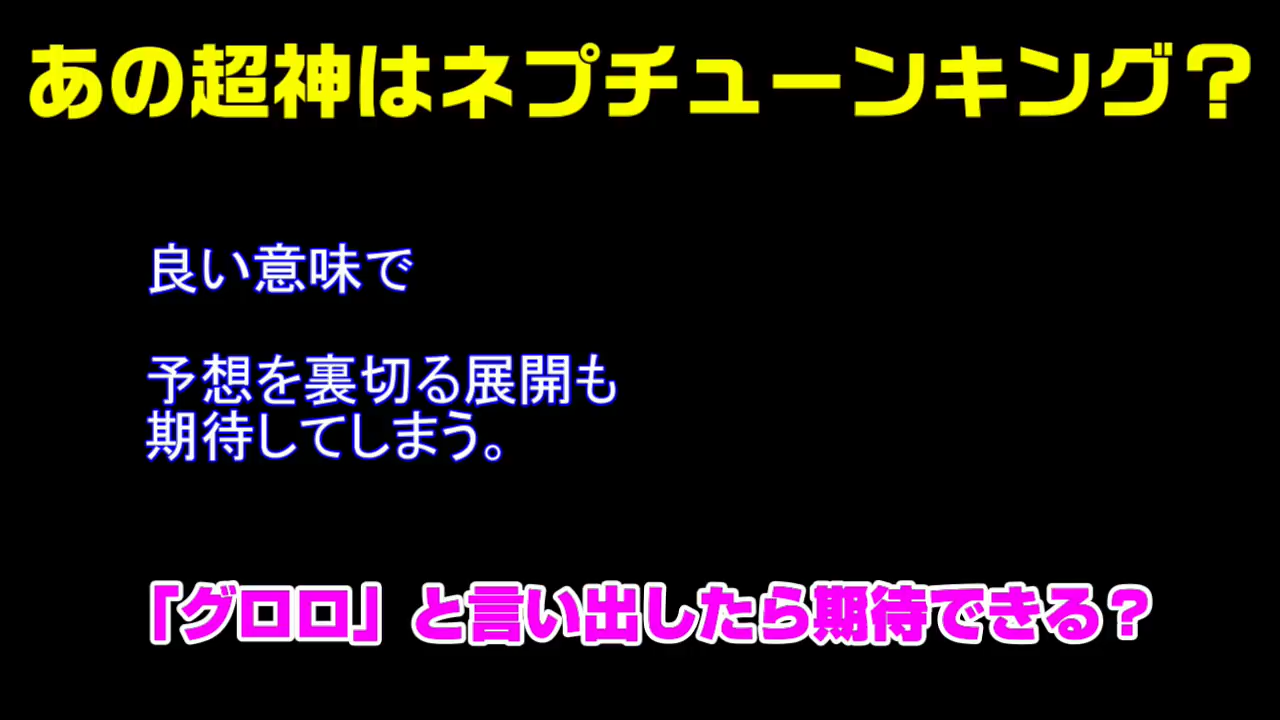 あの超神はネプチューンキング？
良い意味で
予想を裏切る展開も
期待してしまう。
「グロロ」と言い出したら期待できる？